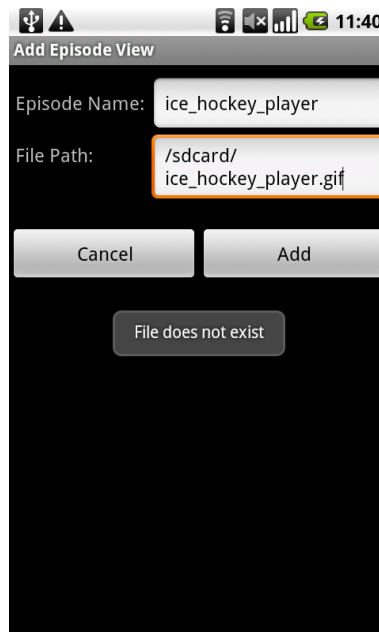 11:40
Add Episode View
Episode Name: ice_hockey_player
File Path: /sdcard/
ice_hockey_player.gif
Cancel Add
File does not exist